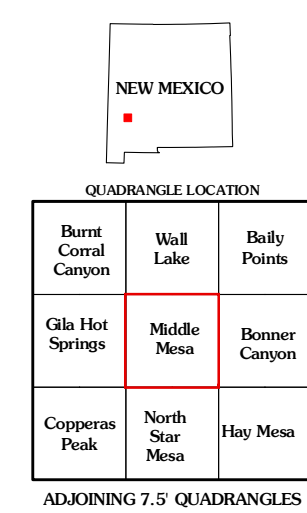 NEW MEXICO
QUADRANGLE LOCATION
Burnt
Corral
Canyon
Wall
Lake
Baily
Points
Gila Hot
Springs
Middle
Mesa
Bonner
Canyon
Copperas
Peak
North
Star
Mesa
Hay Mesa
ADJOINING 7.5' QUADRANGLES